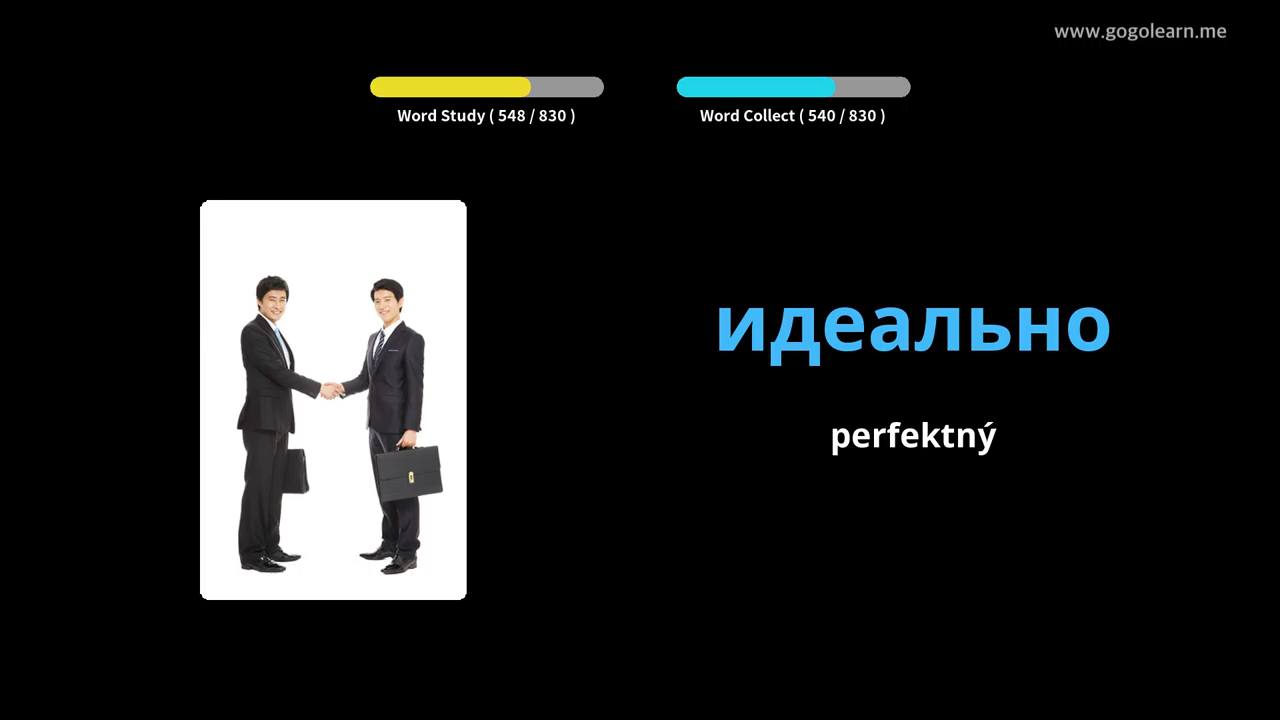 www.gogolearn.me
Word Study ( 548 / 830 )
Word Collect ( 540 / 830 )
идеально
perfektný